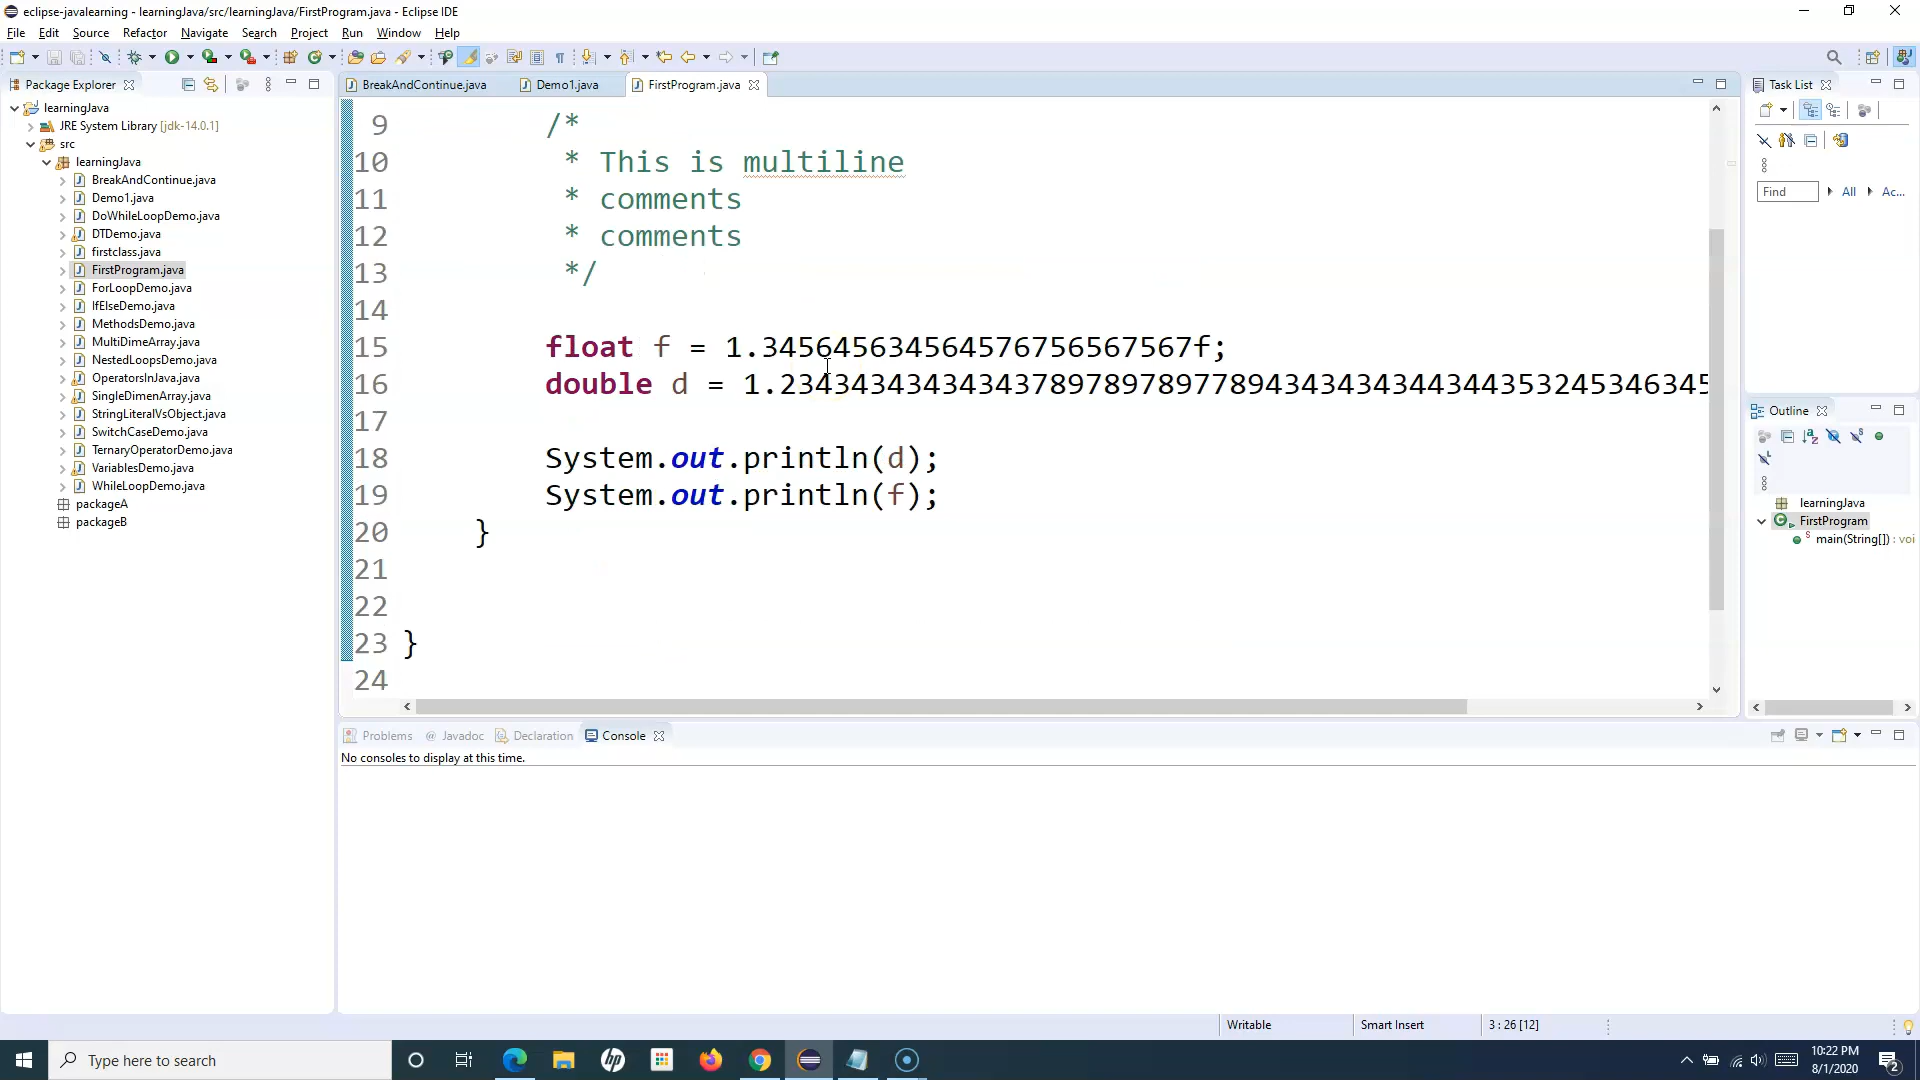 eclipse-javalearning - learningJava/src/learningJava/FirstProgram.java - Eclipse IDE
File Edit Source Refactor Navigate Search Project Run Window Help
Package Explorer
learningJava
JRE System Library [jdk-14.0.1]
src
learningJava
BreakAndContinue.java
Demo1.java
DoWhileLoopDemo.java
DTDemo.java
firstclass.java
FirstProgram.java
ForLoopDemo.java
IfElseDemo.java
MethodsDemo.java
MultiDimeArray.java
NestedLoopsDemo.java
OperatorsInJava.java
SingleDimenArray.java
StringLiteralVsObject.java
SwitchCaseDemo.java
TernaryOperatorDemo.java
VariablesDemo.java
WhileLoopDemo.java
packageA
packageB
BreakAndContinue.java Demo1.java FirstProgram.java
9 /*
10 * This is multiline
11 * comments
12 * comments
13 */
14
15 float f = 1.345645634564576756567567f;
16 double d = 1.2343434343434378978978977894343434344344353245346345
17
18 System.out.println(d);
19 System.out.println(f);
20 }
21
22
23 }
24
Problems @ Javadoc Declaration Console
No consoles to display at this time.
Task List
Find All Ac...
Outline
learningJava
FirstProgram
main(String[]) : voi
Writable Smart Insert 3 : 26 [12]
Type here to search
hp
10:22 PM
8/1/2020
2